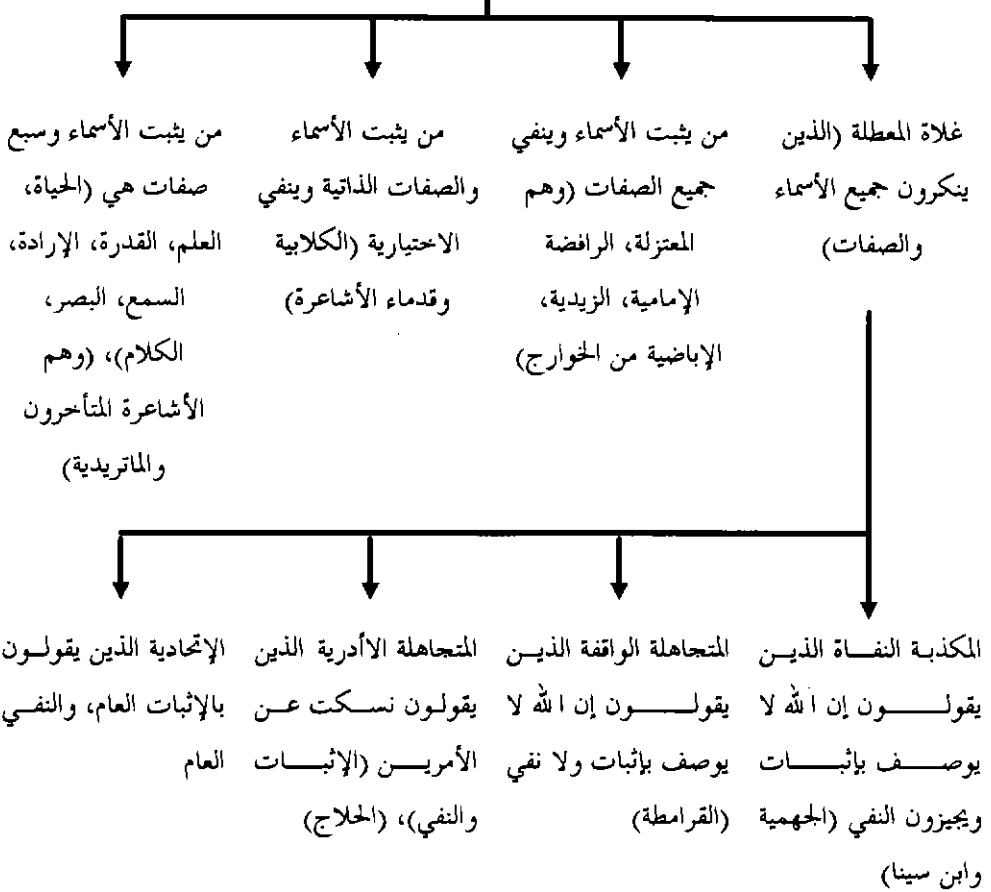 غلاة المعطلة (الذين
ينكرون جميع الأسماء
والصفات)
من يثبت الأسماء وينفي
جميع الصفات (وهم
المعتزلة، الرافضة
الإمامية، الزيدية،
الإباضية من الخوارج)
من يثبت الأسماء
والصفات الذاتية وينفي
الاختيارية (الكلابية
وقدماء الأشاعرة)
من يثبت الأسماء وسبع
صفات هي (الحياة،
العلم، القدرة، الإرادة،
السمع، البصر،
الكلام)، (وهم
الأشاعرة المتأخرون
والماتريدية)
المكذبة النفاة الذين
يقولون إن الله لا
يوصف بإثبات
ويجيزون النفي (الجهمية
وابن سينا)
المتجاهلة الواقفة الذين
يقولون إن الله لا
يوصف بإثبات ولا نفي
(القرامطة)
المتجاهلة الاأدرية الذين
يقولون نسكت عن
الأمرين (الإثبات
والنفي)، (الحلاج)
الإتحادية الذين يقولون
بالإثبات العام، والنفي
العام